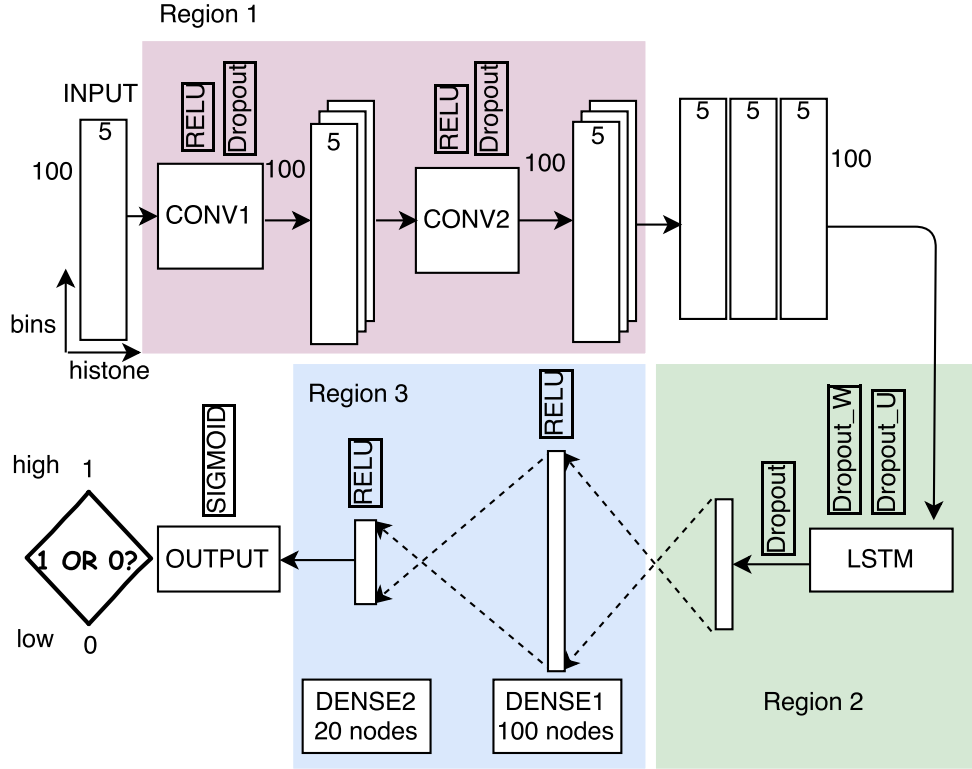 Region 1
INPUT
5
100
bins
histone
RELU
Dropout
CONV1
100
5
RELU
Dropout
CONV2
100
5
5
5
5
100
Region 3
RELU
RELU
SIGMOID
high
1
1 OR 0?
low
0
OUTPUT
DENSE2
20 nodes
DENSE1
100 nodes
Dropout
Dropout_W
Dropout_U
LSTM
Region 2